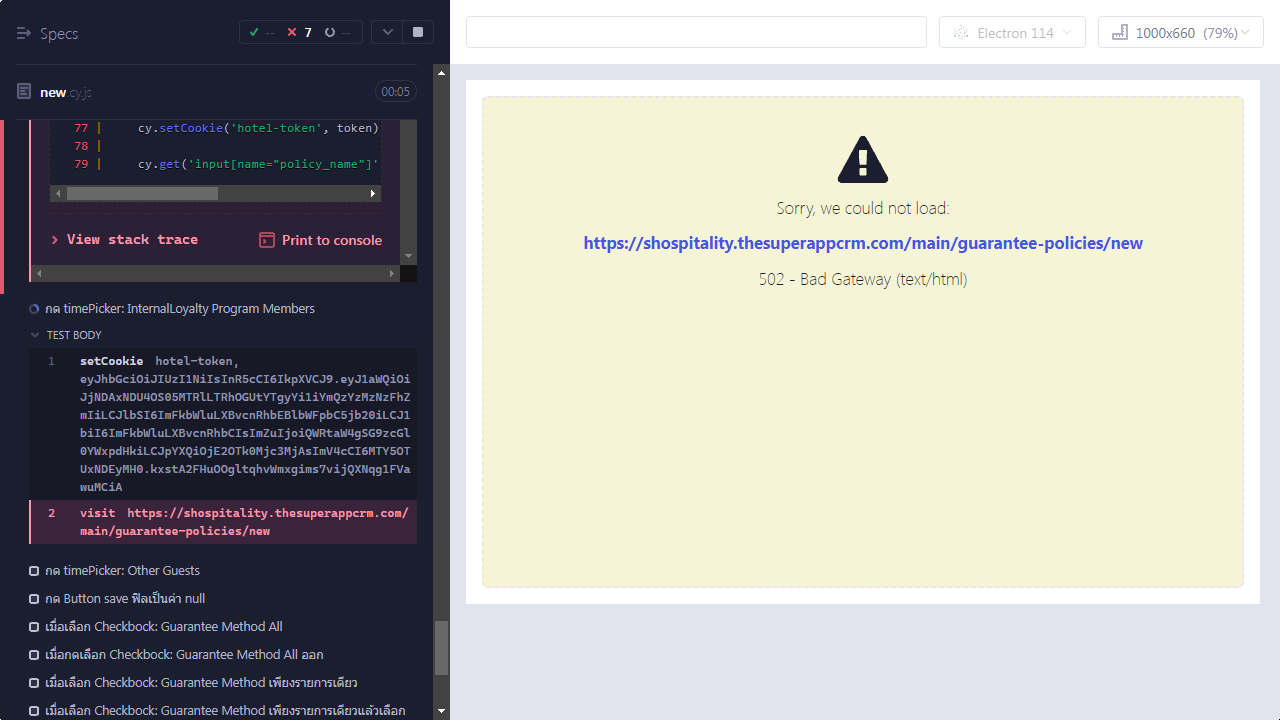 Specs
-- 7 --
Electron 114
1000x660 (79%)
new cy.js
00:05
77 | cy.setCookie('hotel-token', token)
78 |
79 | cy.get('input[name="policy_name"]'
View stack trace
Print to console
กด timePicker: InternalLoyalty Program Members
TEST BODY
1 setCookie hotel-token,
eyJhbGciOiJIUzI1NiIsInR5cCI6IkpXVCJ9.eyJ1aWQiOi
JjNDAxNDU4OS05MTRlLTRhOGUtYTgyYi1iYmQzYzMzNzFhZ
mIiLCJlbSI6ImFkbWluLXBvcnRhbEBlbWFpbC5jb20iLCJ1
biI6ImFkbWluLXBvcnRhbCIsImZuIjoiQWRtaW4gSG9zcGl
0YWxpdHkiLCJpYXQiOjE2OTk0Mjc3MjAsImV4cCI6MTY5OT
UxNDEyMH0.kxstA2FHuOOgltqhvWmxgims7vijQXNqg1FVa
wuMCiA
2 visit https://shospitality.thesuperappcrm.com/
main/guarantee-policies/new
กด timePicker: Other Guests
กด Button save ฟิลเป็นค่า null
เมื่อเลือก Checkbock: Guarantee Method All
เมื่อกดเลือก Checkbock: Guarantee Method All ออก
เมื่อเลือก Checkbock: Guarantee Method เพียงรายการเดียว
เมื่อเลือก Checkbock: Guarantee Method เพียงรายการเดียวแล้วเลือก
Sorry, we could not load:
https://shospitality.thesuperappcrm.com/main/guarantee-policies/new
502 - Bad Gateway (text/html)